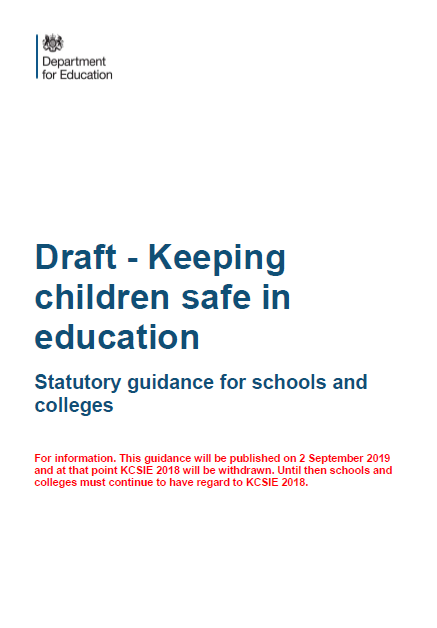 Department
for Education
Draft - Keeping
children safe in
education
Statutory guidance for schools and
colleges
For information. This guidance will be published on 2 September 2019
and at that point KCSIE 2018 will be withdrawn. Until then schools and
colleges must continue to have regard to KCSIE 2018.